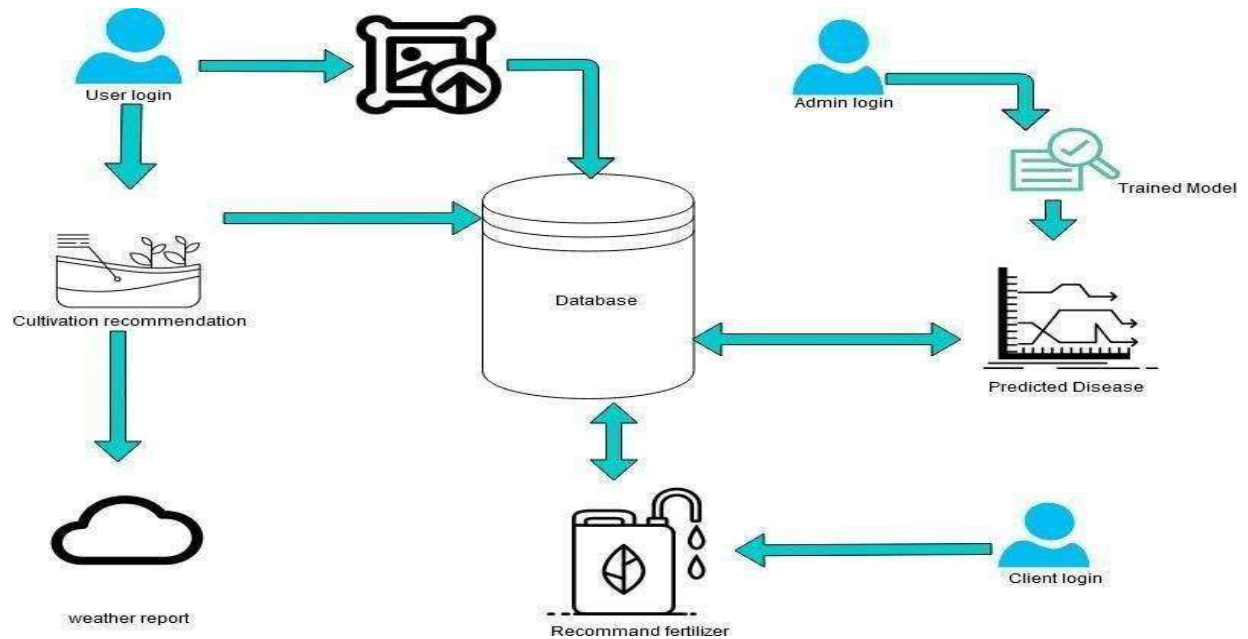 User login
Admin login
Trained Model
Database
Cultivation recommendation
Predicted Disease
Client login
weather report
Recommand fertilizer